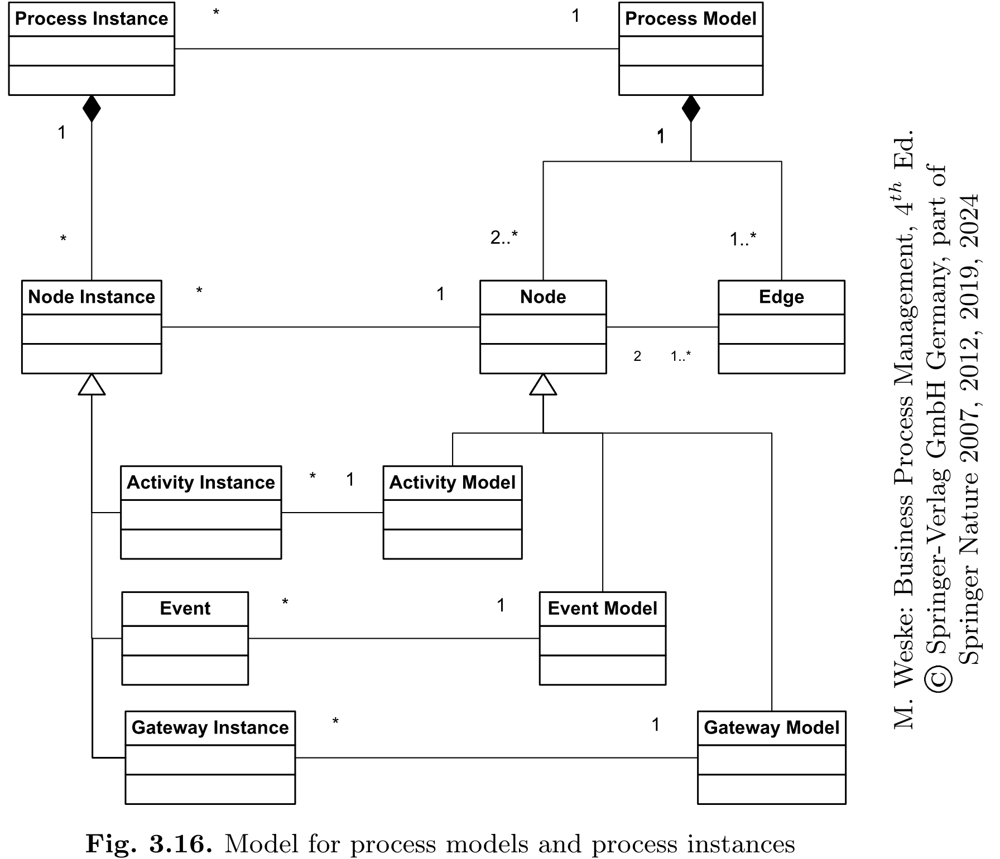 Process Instance
*
1
Process Model
1
1
*
2..*
1..*
Node Instance
*
1
Node
Edge
2
1..*
Activity Instance
*
1
Activity Model
Event
*
1
Event Model
Gateway Instance
*
1
Gateway Model
Fig. 3.16. Model for process models and process instances
M. Weske: Business Process Management, 4th Ed.
© Springer-Verlag GmbH Germany, part of
Springer Nature 2007, 2012, 2019, 2024